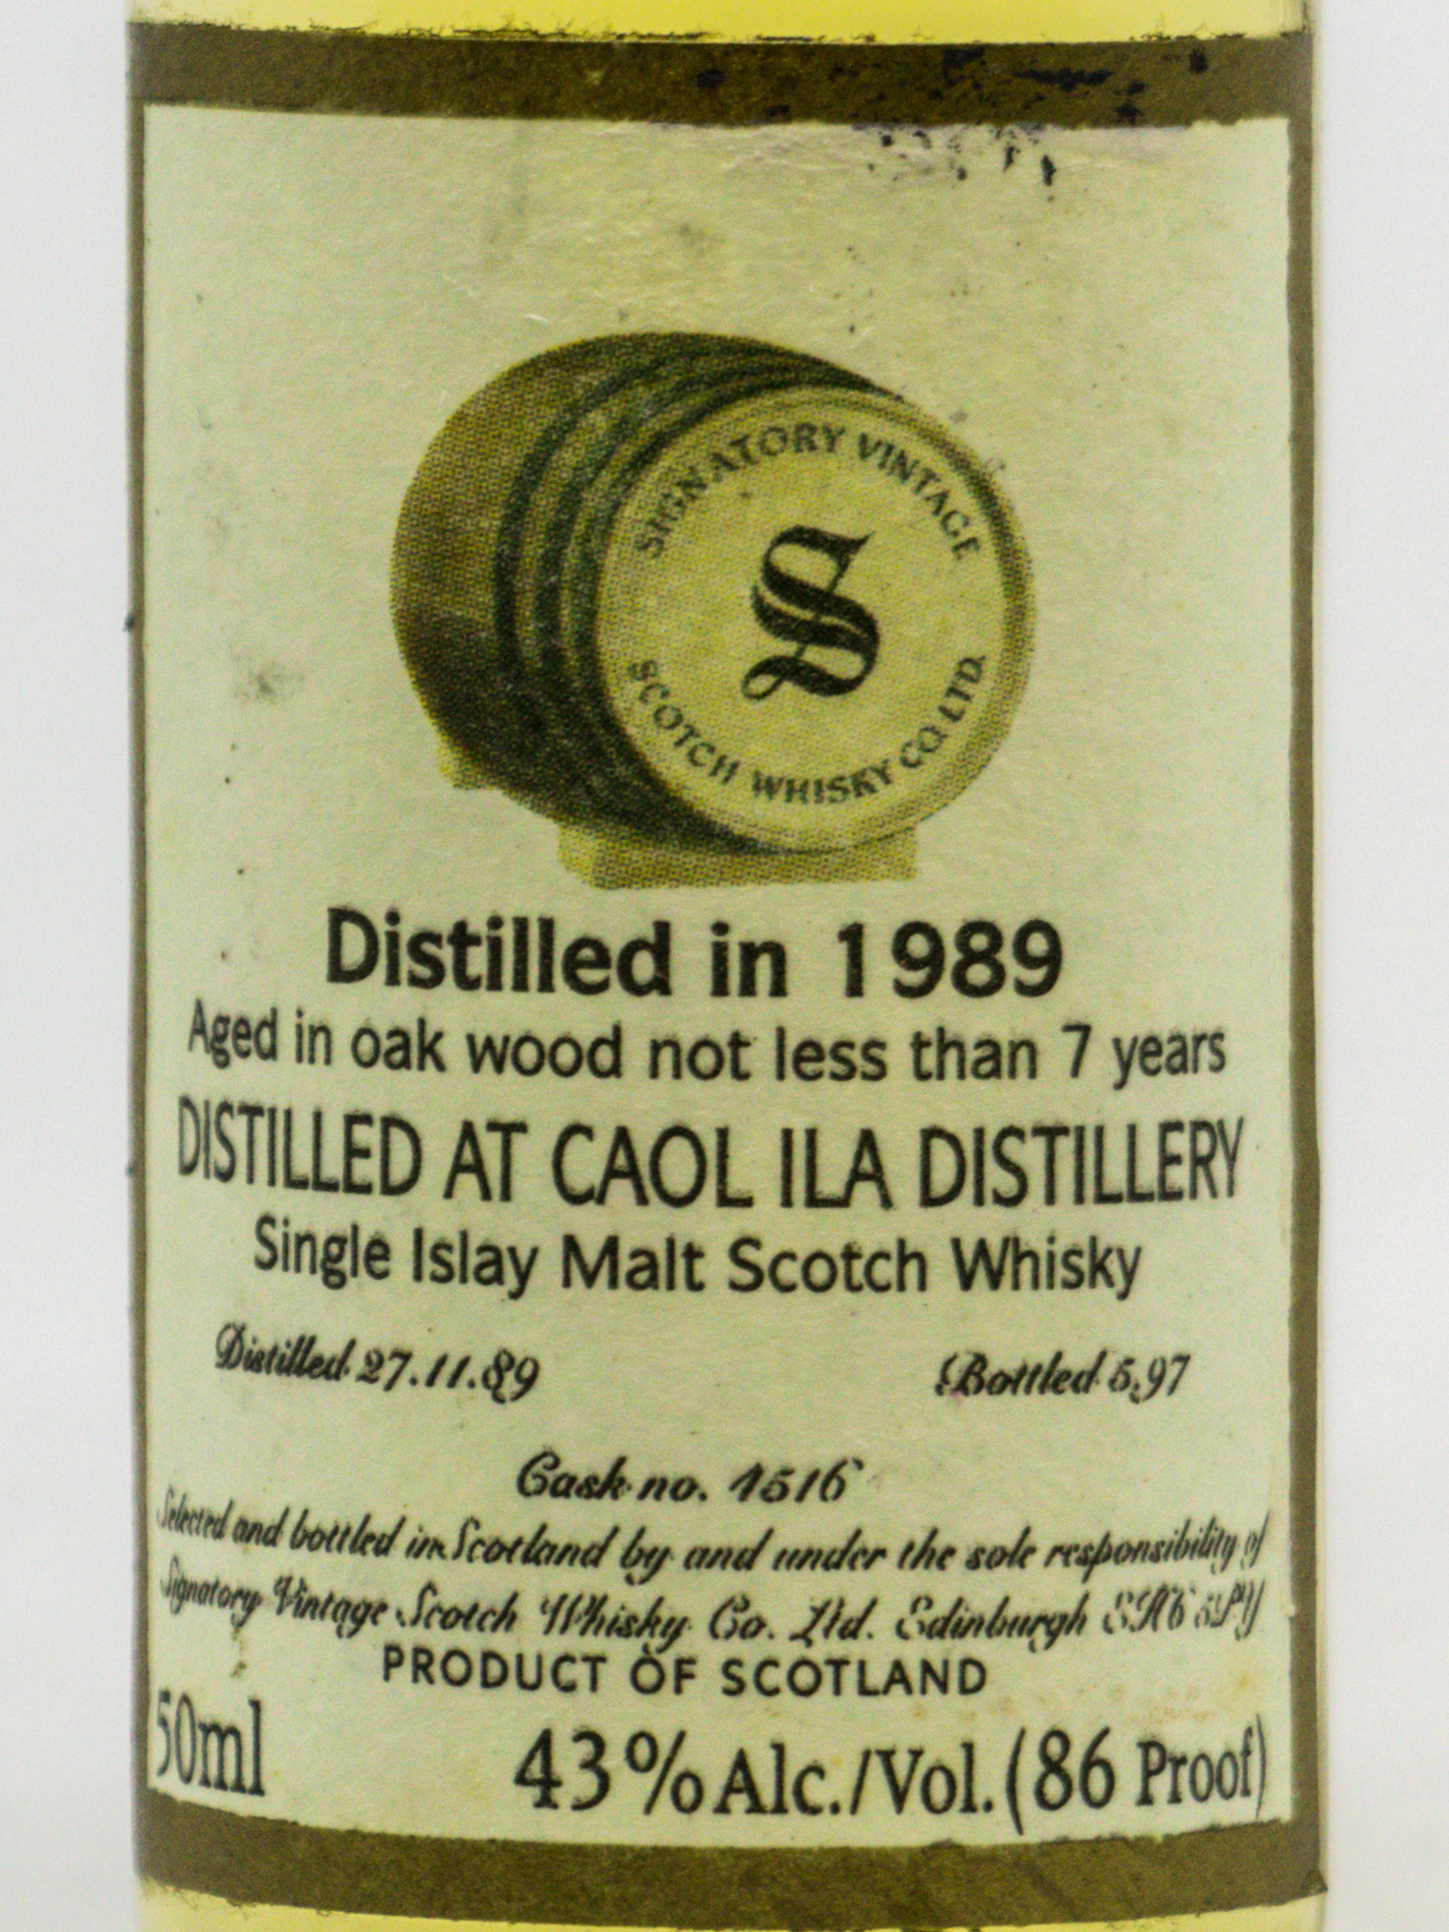 SIGNATORY VINTAGE
S
SCOTCH WHISKY CO. LTD.
Distilled in 1989
Aged in oak wood not less than 7 years
DISTILLED AT CAOL ILA DISTILLERY
Single Islay Malt Scotch Whisky
Distilled 27.11.89
Bottled 5.97
Cask no. 4516
Selected and bottled in Scotland by and under the sole responsibility of
Signatory Vintage Scotch Whisky Co. Ltd. Edinburgh EH6 5PY
PRODUCT OF SCOTLAND
50ml
43% Alc./Vol. (86 Proof)